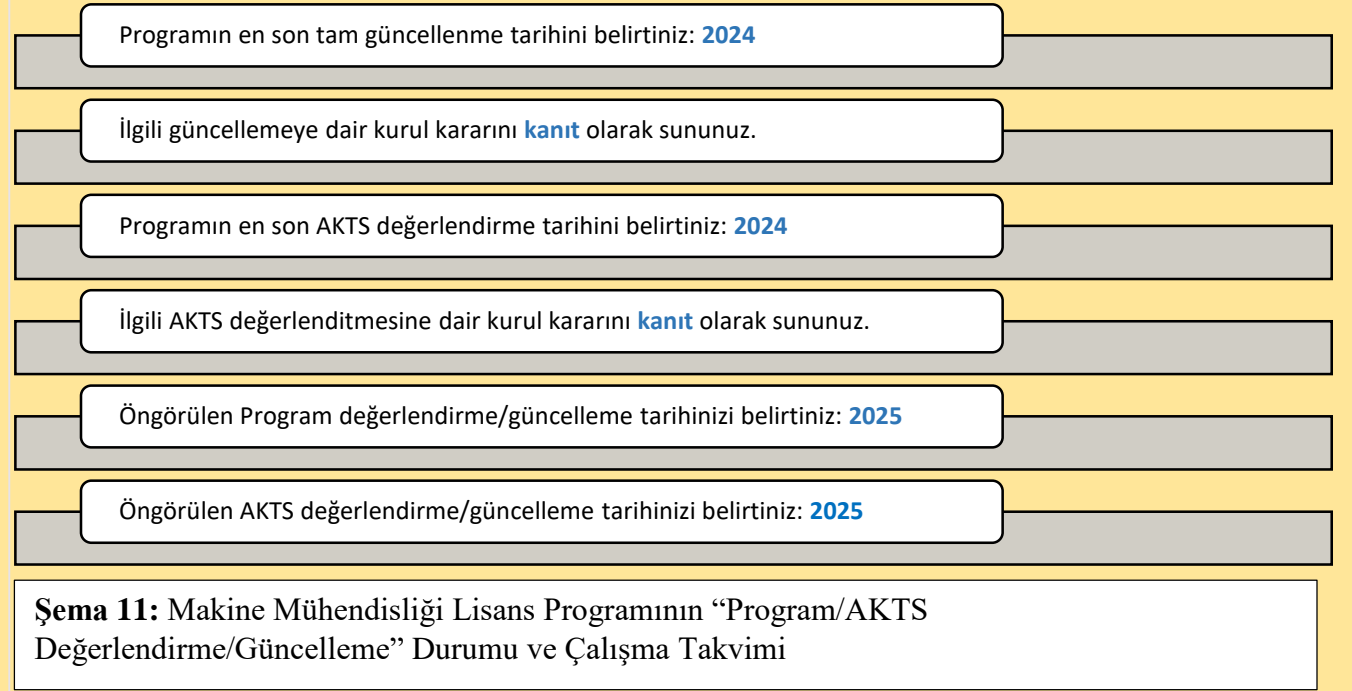 Programın en son tam güncellenme tarihini belirtiniz: 2024
İlgili güncellemeye dair kurul kararını kanıt olarak sununuz.
Programın en son AKTS değerlendirme tarihini belirtiniz: 2024
İlgili AKTS değerlenditmesine dair kurul kararını kanıt olarak sununuz.
Öngörülen Program değerlendirme/güncelleme tarihinizi belirtiniz: 2025
Öngörülen AKTS değerlendirme/güncelleme tarihinizi belirtiniz: 2025
Şema 11: Makine Mühendisliği Lisans Programının “Program/AKTS
Değerlendirme/Güncelleme” Durumu ve Çalışma Takvimi